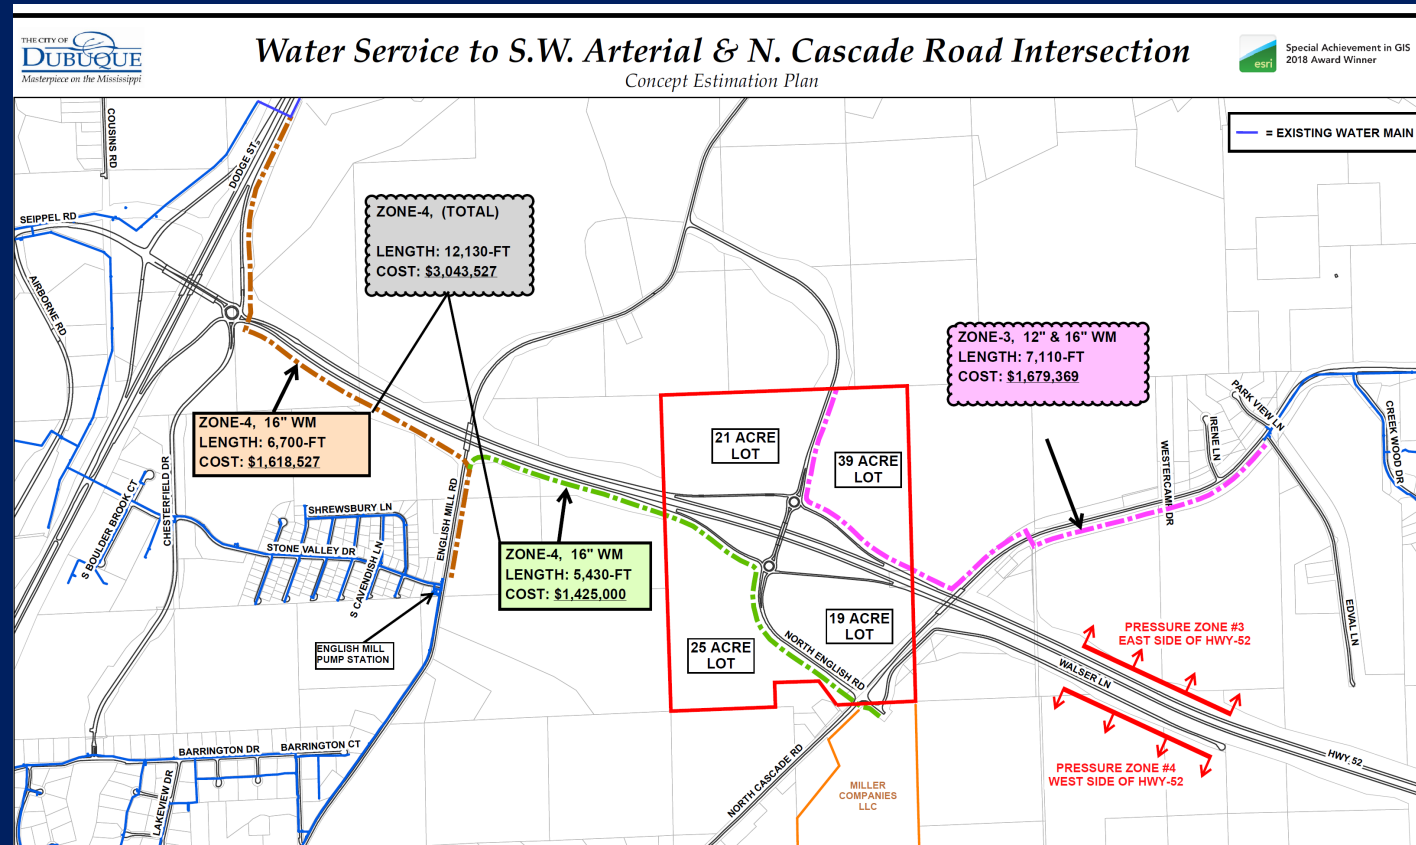 THE CITY OF
DUBUQUE
Masterpiece on the Mississippi
Water Service to S.W. Arterial & N. Cascade Road Intersection
Concept Estimation Plan
esri
Special Achievement in GIS
2018 Award Winner
= EXISTING WATER MAIN
COUSINS RD
DODGE ST
SEIPPEL RD
AIRBORNE RD
ZONE-4, (TOTAL)
LENGTH: 12,130-FT
COST: $3,043,527
ZONE-3, 12" & 16" WM
LENGTH: 7,110-FT
COST: $1,679,369
ZONE-4, 16" WM
LENGTH: 6,700-FT
COST: $1,618,527
21 ACRE
LOT
39 ACRE
LOT
PARK VIEW LN
IRENE LN
CREEK WOOD DR
WESTERCAM DR
CHESTERFIELD DR
S BOULDER BROOK CT
SHREWSBURY LN
STONE VALLEY DR
S CAVENDISH LN
ENGLISH MILL RD
ZONE-4, 16" WM
LENGTH: 5,430-FT
COST: $1,425,000
ENGLISH MILL
PUMP STATION
19 ACRE
LOT
25 ACRE
LOT
NORTH ENGLISH RD
PRESSURE ZONE #3
EAST SIDE OF HWY-52
EDVAL LN
WALSER LN
HWY 52
PRESSURE ZONE #4
WEST SIDE OF HWY-52
BARRINGTON DR
BARRINGTON CT
LAKEVIEW DR
NORTH CASCADE RD
MILLER
COMPANIES
LLC